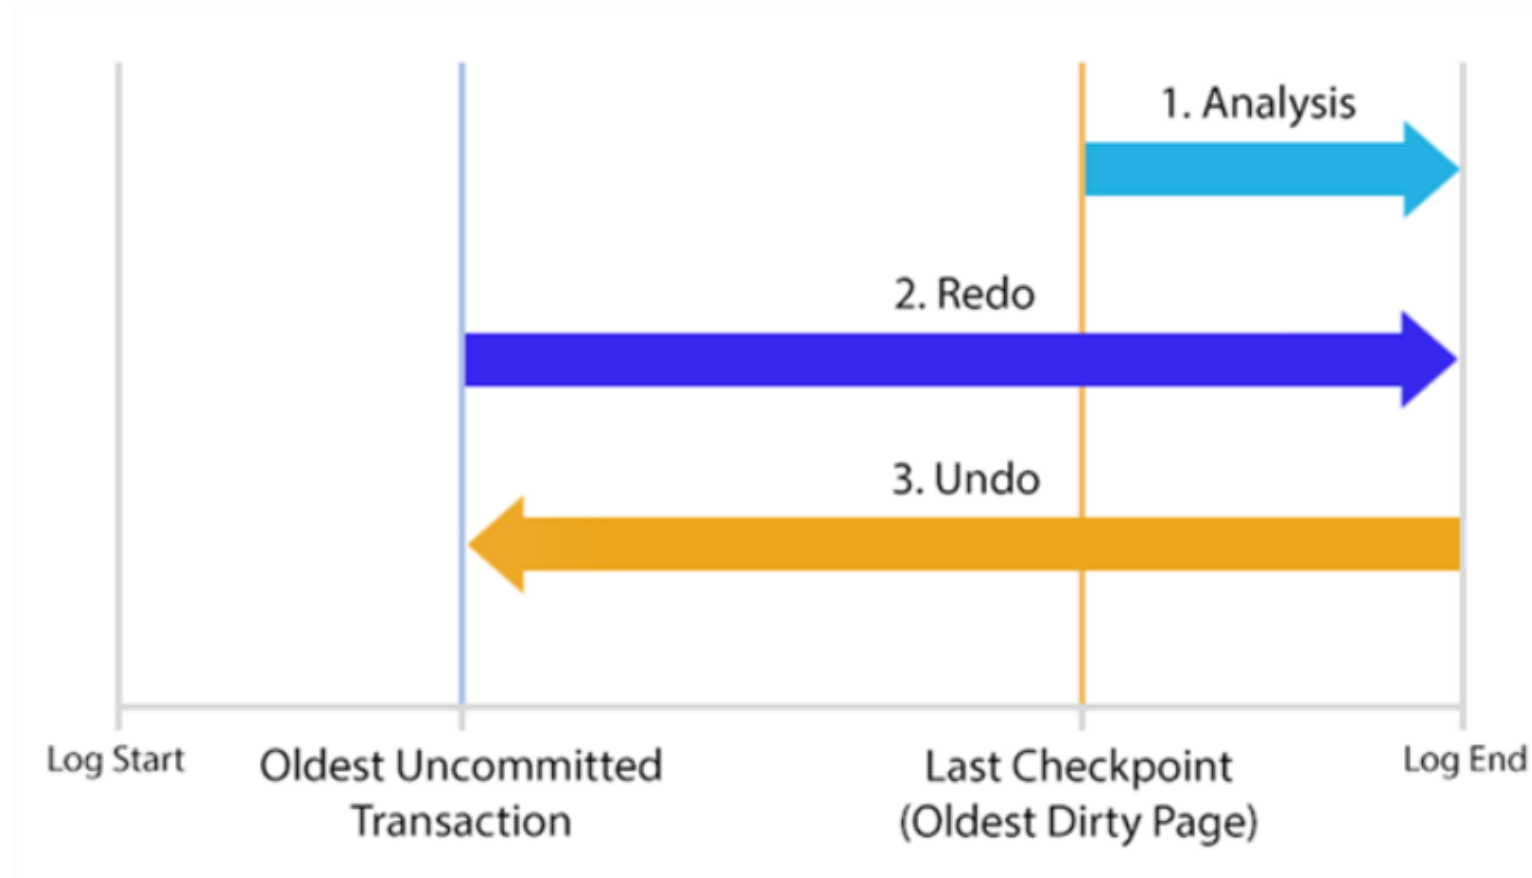 1. Analysis
2. Redo
3. Undo
Log Start
Oldest Uncommitted
Transaction
Last Checkpoint
(Oldest Dirty Page)
Log End